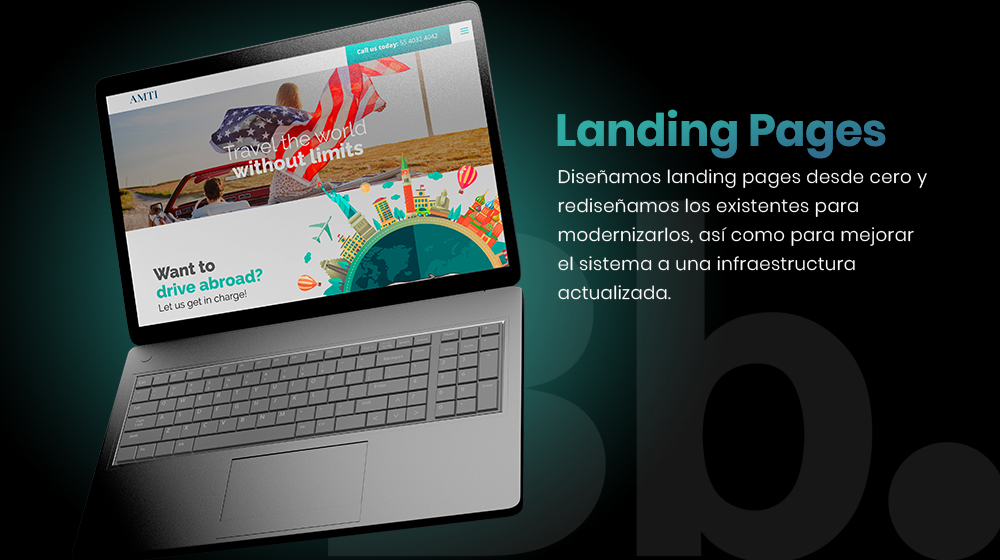 AMTI
Call us today: 55 4032 4042
Travel the world
without limits
Want to
drive abroad?
Let us get in charge!
Landing Pages
Diseñamos landing pages desde cero y
rediseñamos los existentes para
modernizarlos, así como para mejorar
el sistema a una infraestructura
actualizada.
Bb.